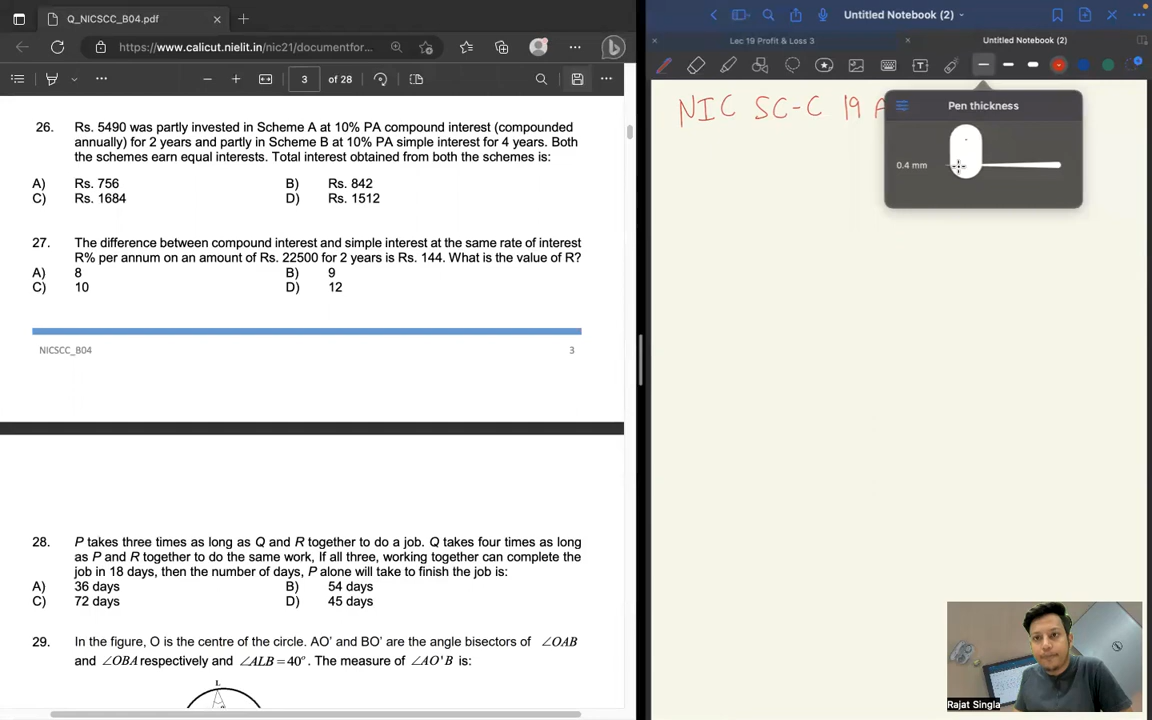 Q_NICSCC_B04.pdf
https://www.calicut.nielit.in/nic21/documentfor...
3 of 28
26. Rs. 5490 was partly invested in Scheme A at 10% PA compound interest (compounded
annually) for 2 years and partly in Scheme B at 10% PA simple interest for 4 years. Both
the schemes earn equal interests. Total interest obtained from both the schemes is:
A) Rs. 756 B) Rs. 842
C) Rs. 1684 D) Rs. 1512
27. The difference between compound interest and simple interest at the same rate of interest
R% per annum on an amount of Rs. 22500 for 2 years is Rs. 144. What is the value of R?
A) 8 B) 9
C) 10 D) 12
NICSCC_B04 3
28. P takes three times as long as Q and R together to do a job. Q takes four times as long
as P and R together to do the same work, If all three, working together can complete the
job in 18 days, then the number of days, P alone will take to finish the job is:
A) 36 days B) 54 days
C) 72 days D) 45 days
29. In the figure, O is the centre of the circle. AO' and BO' are the angle bisectors of ∠OAB
and ∠OBA respectively and ∠ALB = 40°. The measure of ∠AO'B is:
L
Untitled Notebook (2)
Lec 19 Profit & Loss 3
Untitled Notebook (2)
NIC SC-C 19 A
Pen thickness
0.4 mm
Rajat Singla